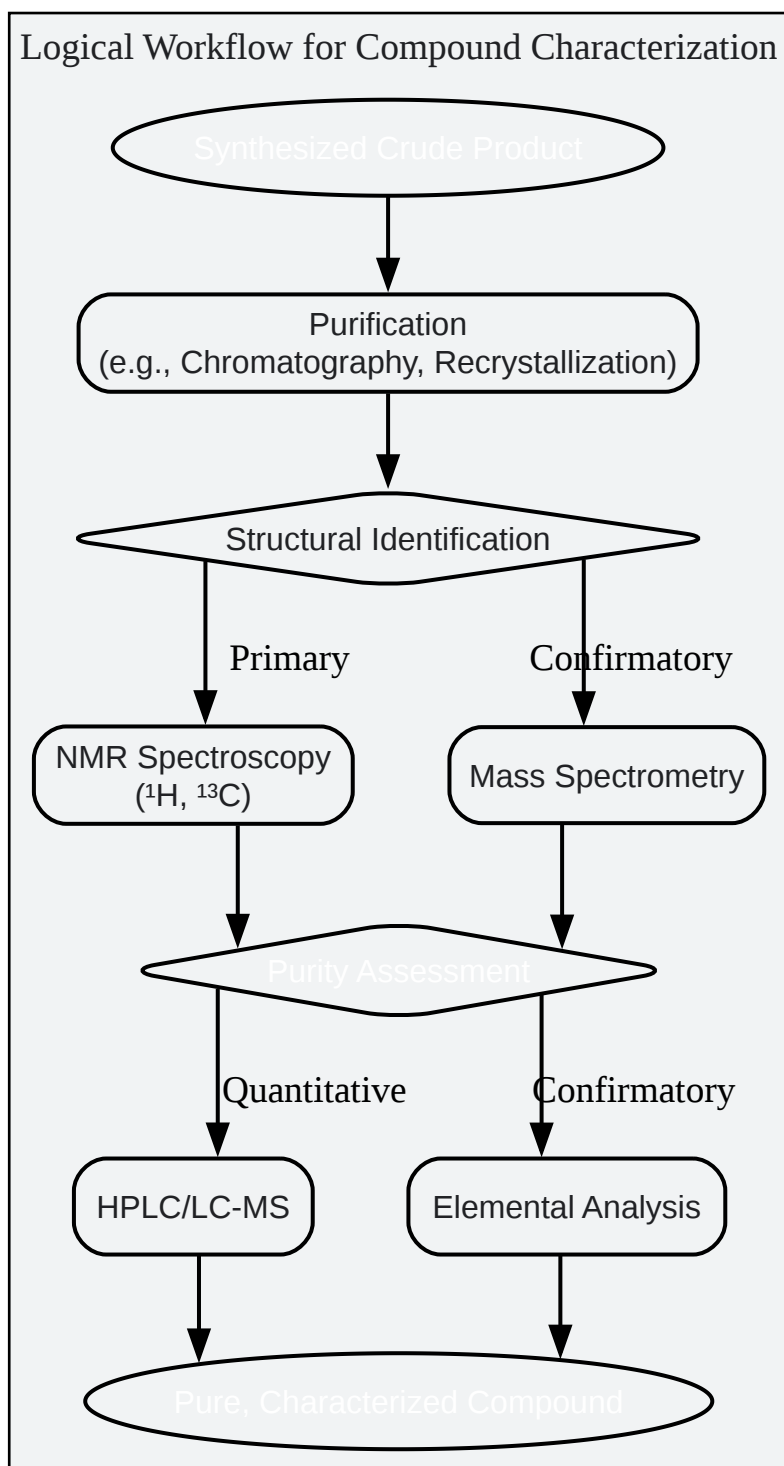 Logical Workflow for Compound Characterization
Synthesized Crude Product
Purification
(e.g., Chromatography, Recrystallization)
Structural Identification
Primary
Confirmatory
NMR Spectroscopy
(¹H, ¹³C)
Mass Spectrometry
Purity Assessment
Quantitative
Confirmatory
HPLC/LC-MS
Elemental Analysis
Pure, Characterized Compound